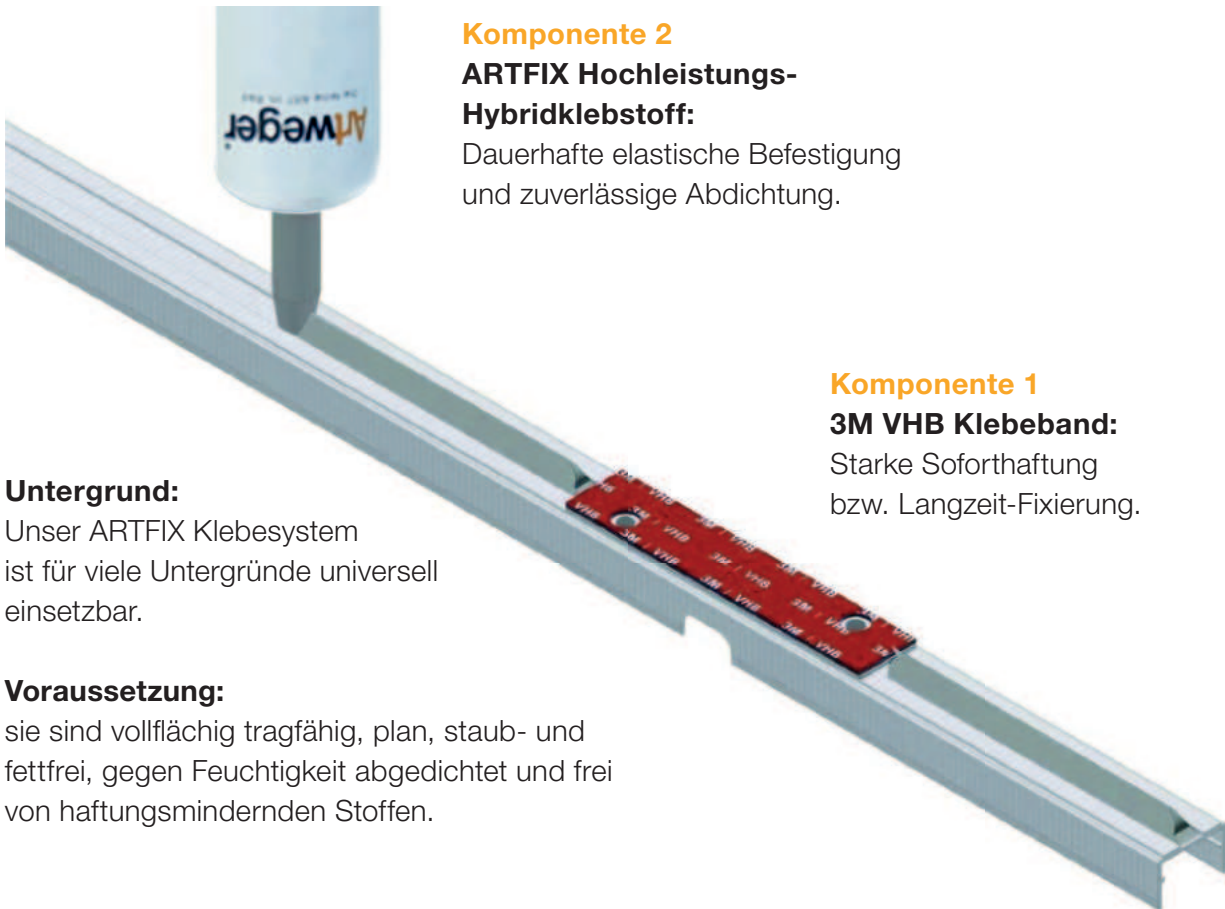 Komponente 2
ARTFIX Hochleistungs-
Hybridklebstoff:
Dauerhafte elastische Befestigung
und zuverlässige Abdichtung.
Artweger
Komponente 1
3M VHB Klebeband:
Starke Soforthaftung
bzw. Langzeit-Fixierung.
3M / VHB
Untergrund:
Unser ARTFIX Klebesystem
ist für viele Untergründe universell
einsetzbar.
Voraussetzung:
sie sind vollflächig tragfähig, plan, staub- und
fettfrei, gegen Feuchtigkeit abgedichtet und frei
von haftungsmindernden Stoffen.